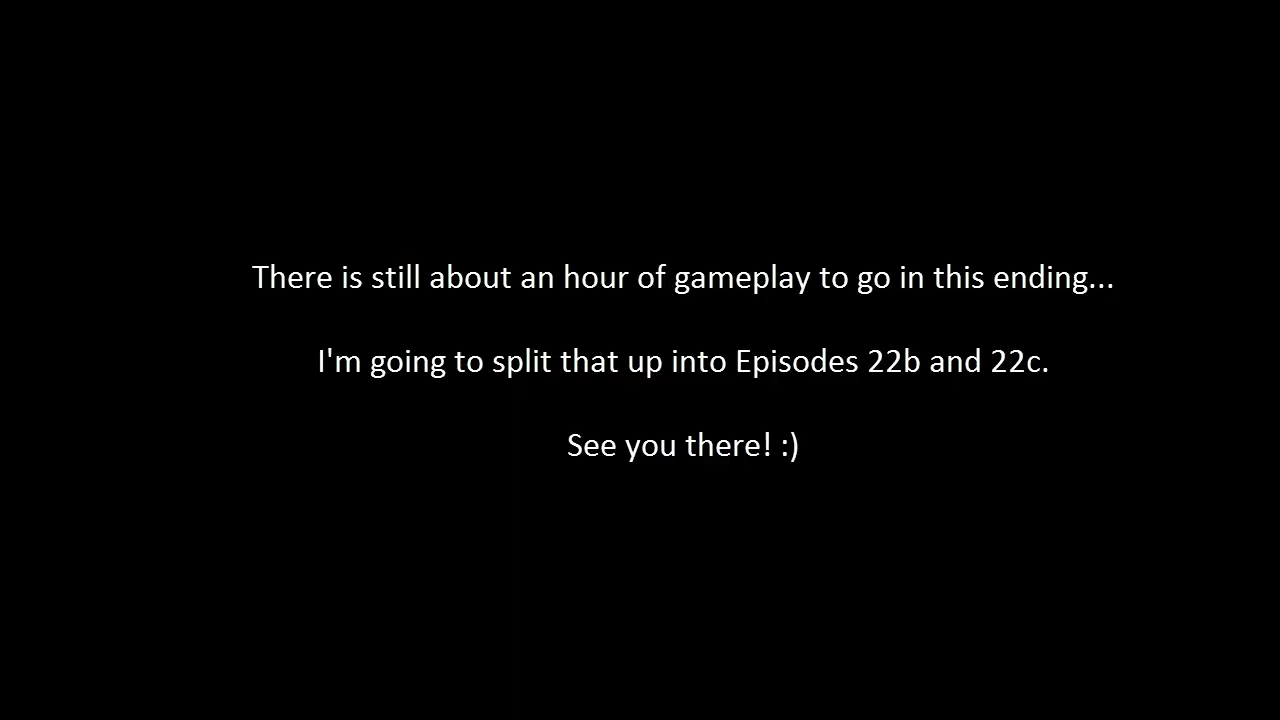 There is still about an hour of gameplay to go in this ending...
I'm going to split that up into Episodes 22b and 22c.
See you there! :)